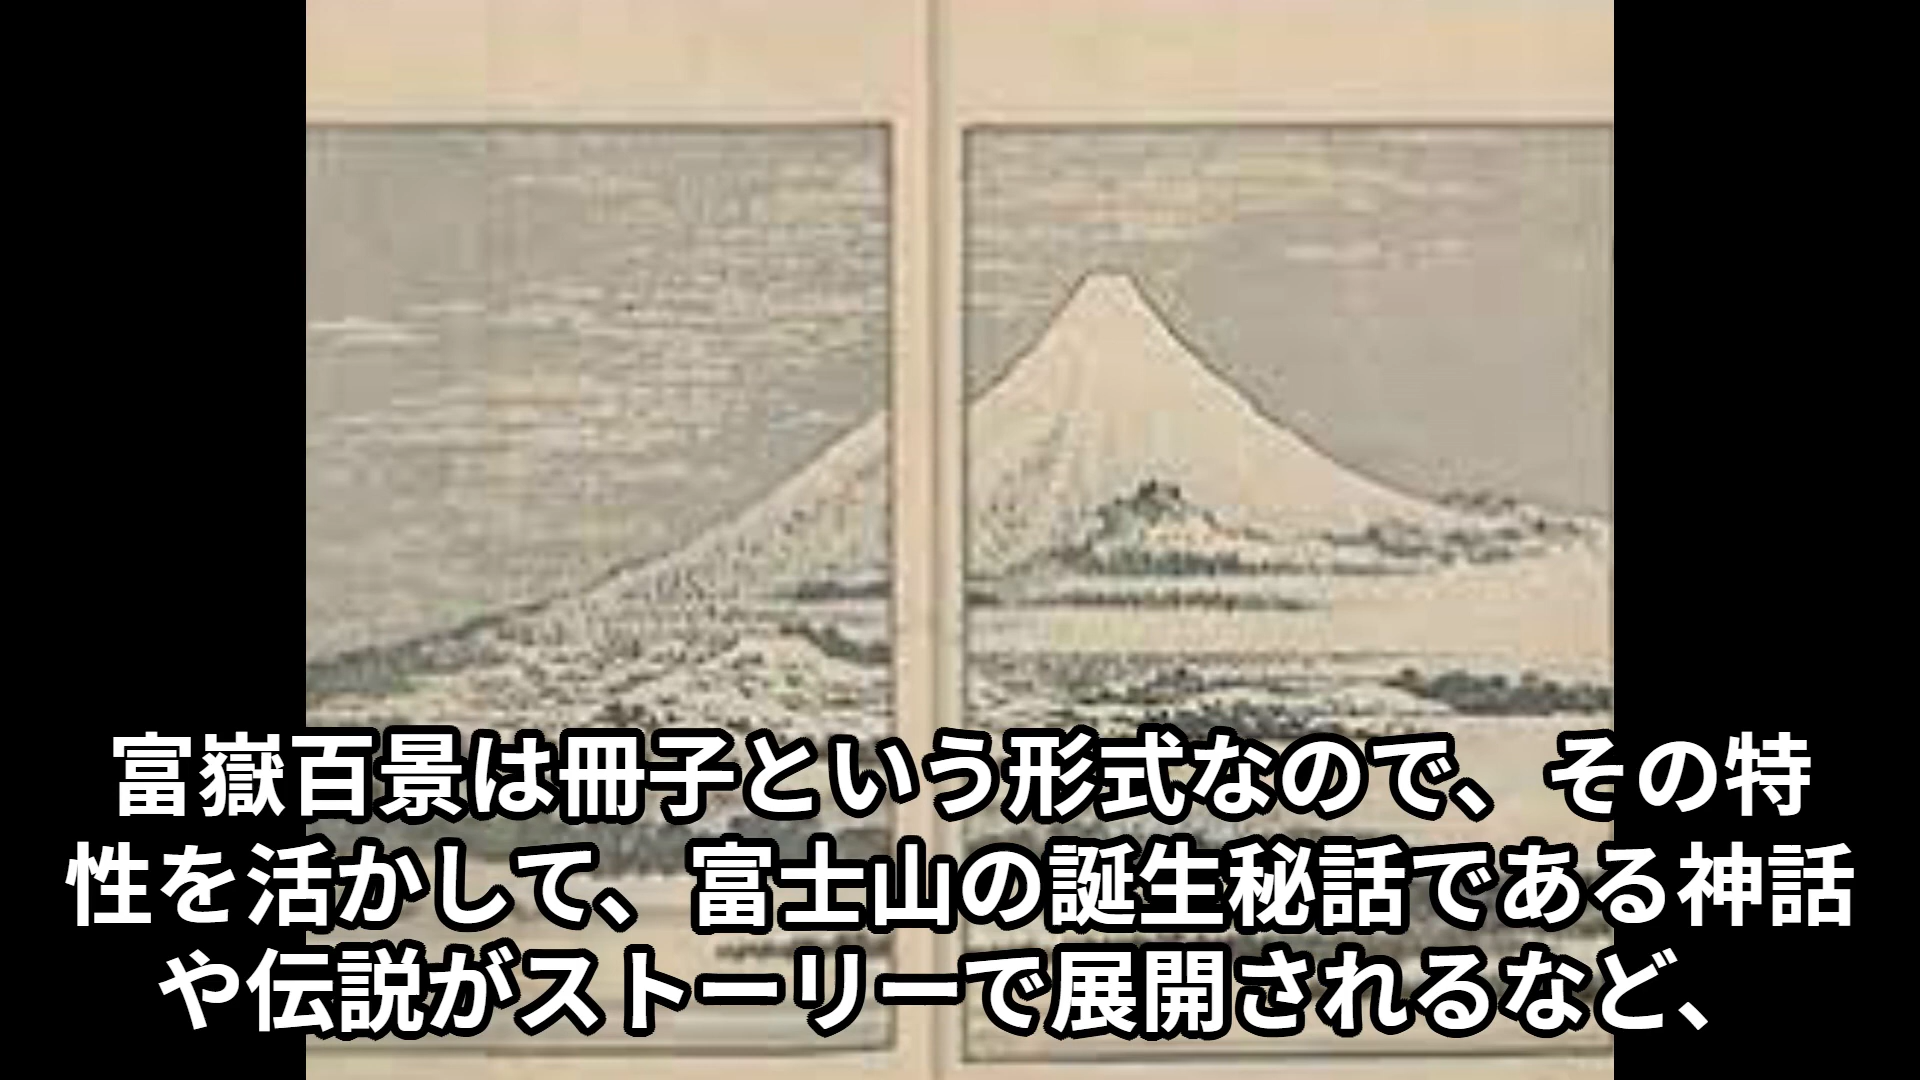 富嶽百景は冊子という形式なので、その特
性を活かして、富士山の誕生秘話である神話
や伝説がストーリーで展開されるなど、